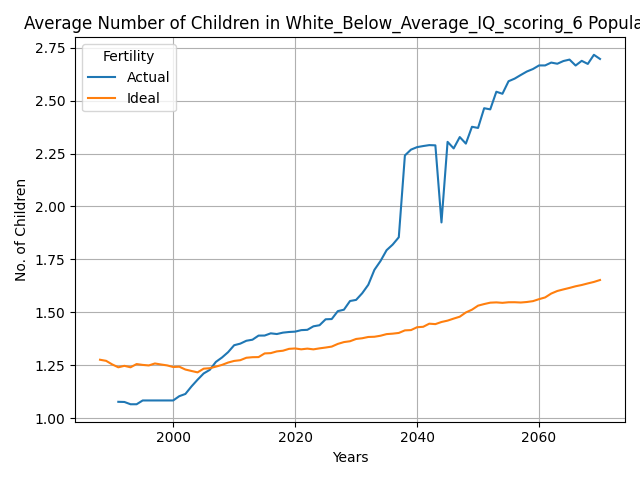 Average Number of Children in White_Below_Average_IQ_scoring_6 Popula
Fertility
Actual
Ideal
2.75
2.50
2.25
2.00
1.75
1.50
1.25
1.00
No. of Children
2000
2020
2040
2060
Years